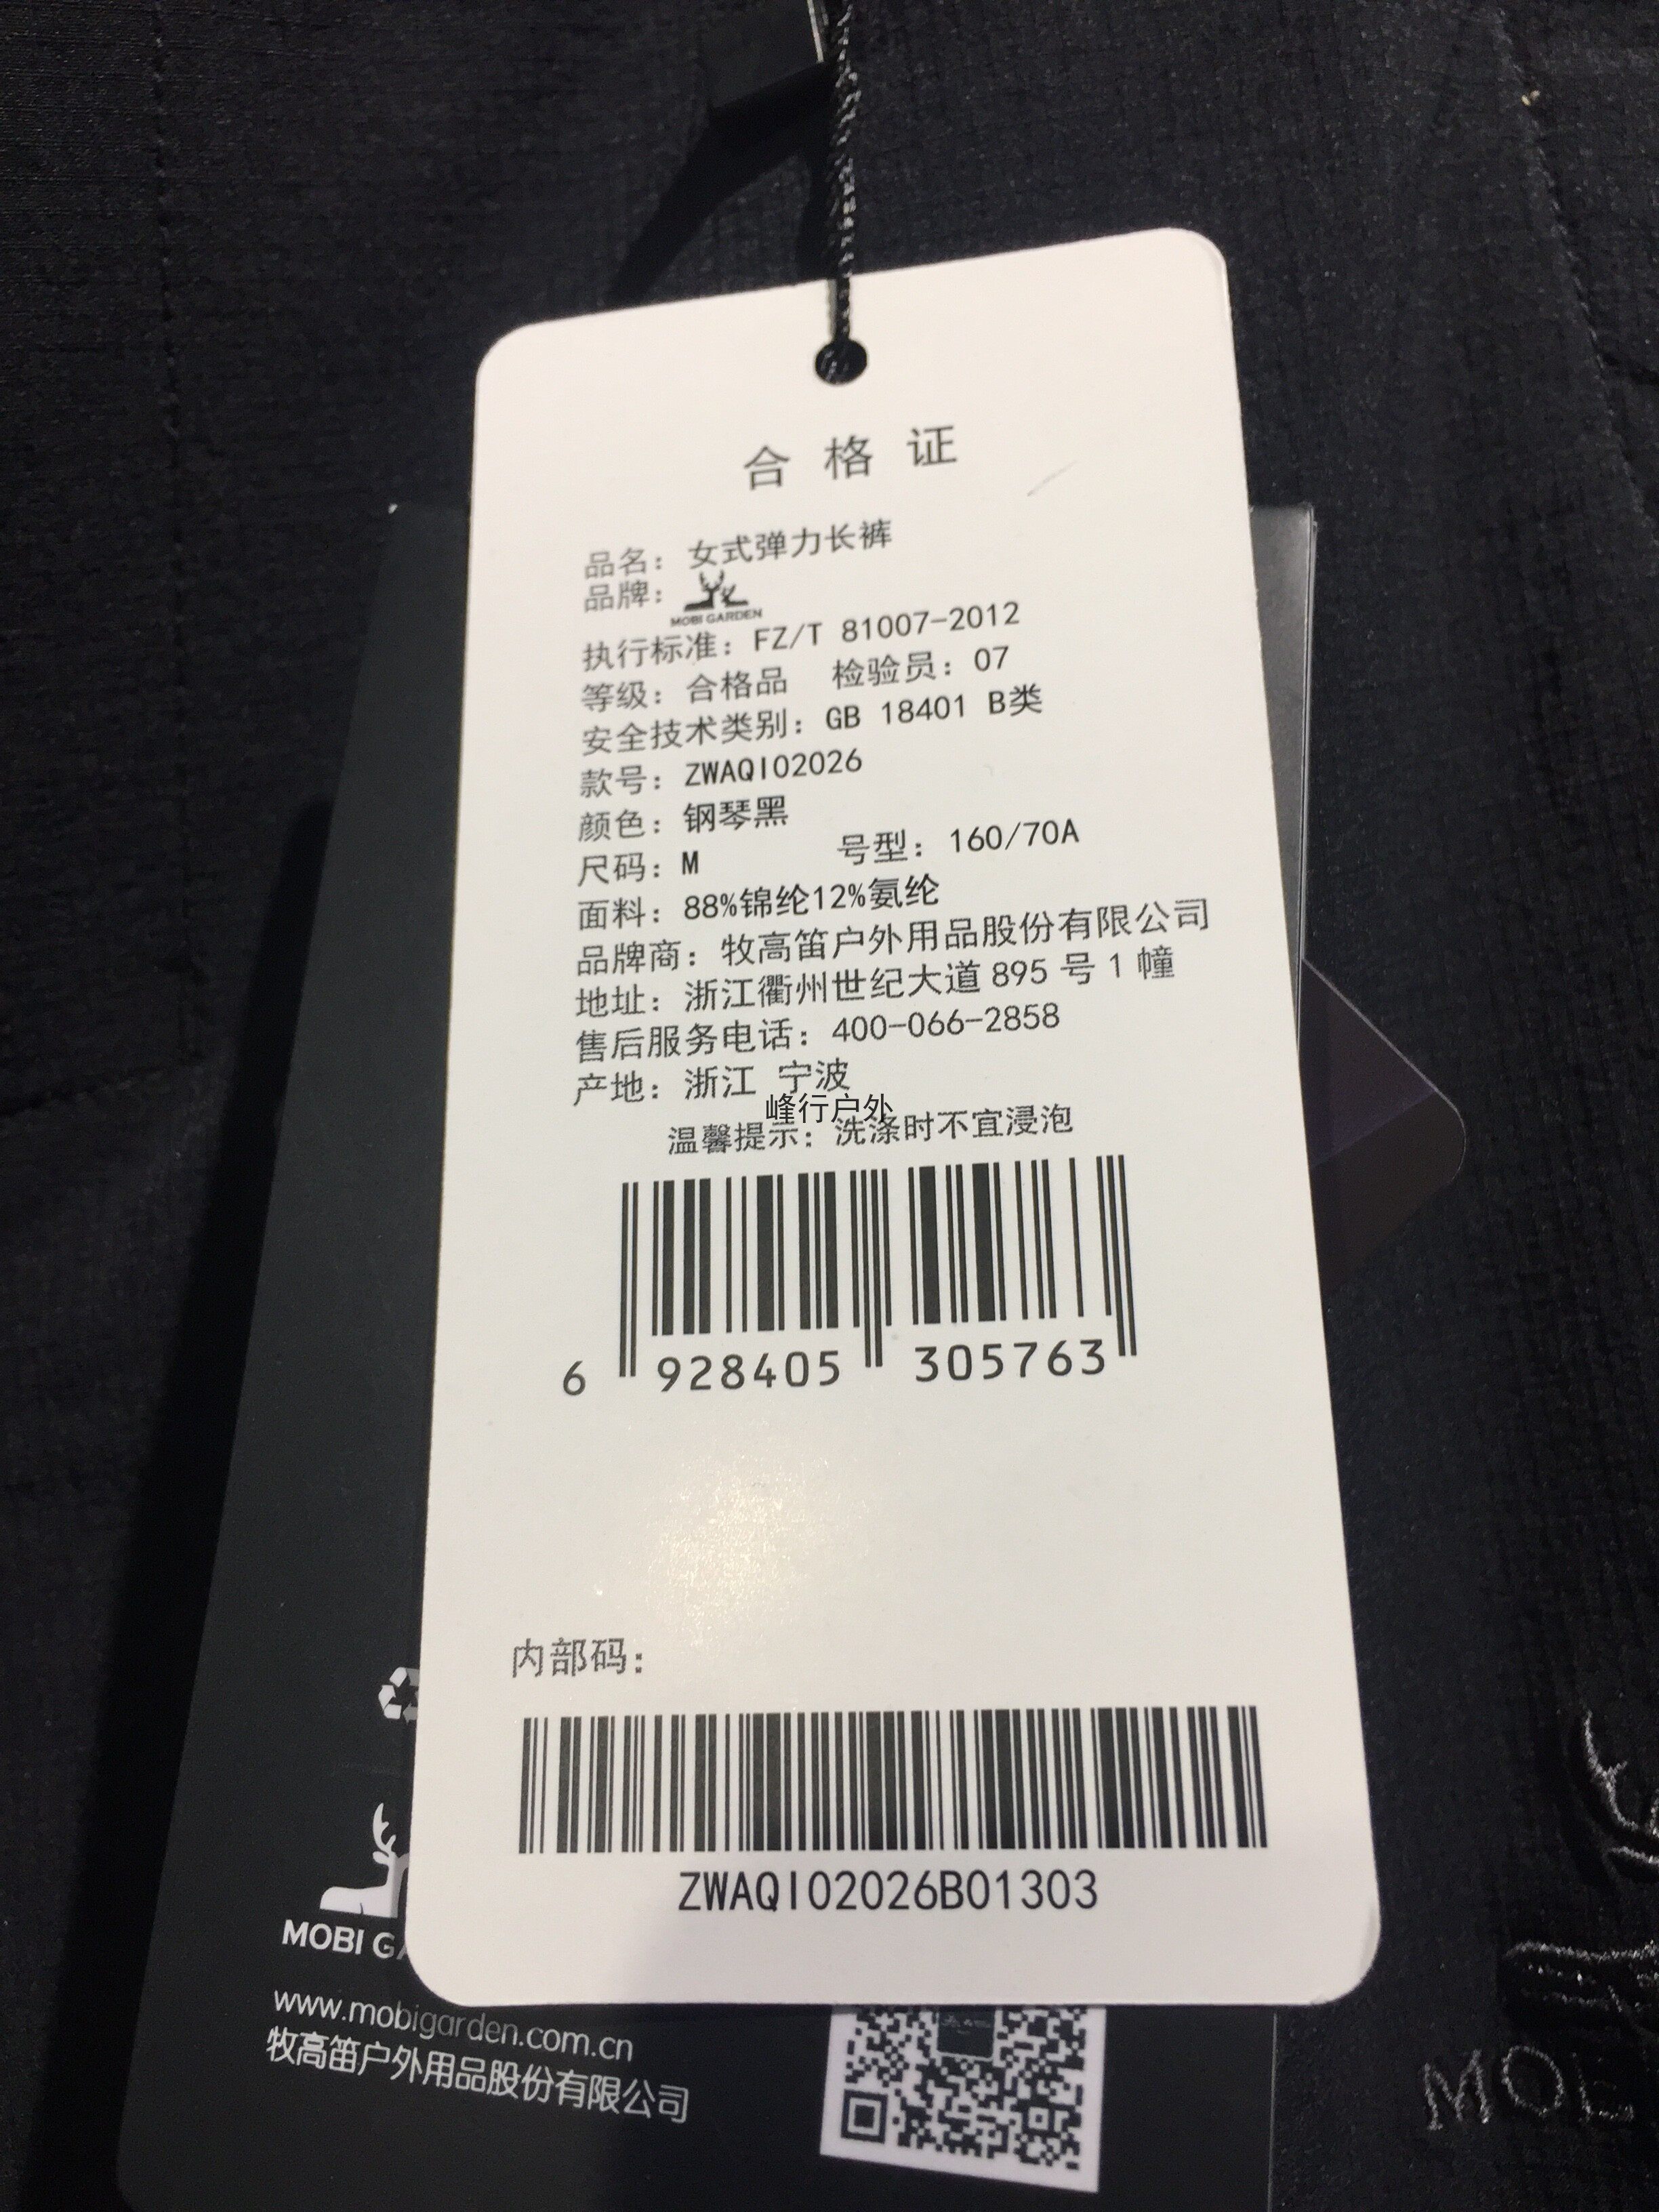 合格证
品名：女式弹力长裤
品牌：
MOBI GARDEN
执行标准：FZ/T 81007-2012
等级：合格品 检验员：07
安全技术类别：GB 18401 B类
款号：ZWAQI02026
颜色：钢琴黑
尺码：M 号型：160/70A
面料：88%锦纶12%氨纶
品牌商：牧高笛户外用品股份有限公司
地址：浙江衢州世纪大道895号1幢
售后服务电话：400-066-2858
产地：浙江 宁波
峰行户外
温馨提示：洗涤时不宜浸泡
6 928405 305763
内部码：
ZWAQI02026B01303
MOBI G
www.mobigarden.com.cn
牧高笛户外用品股份有限公司
MO